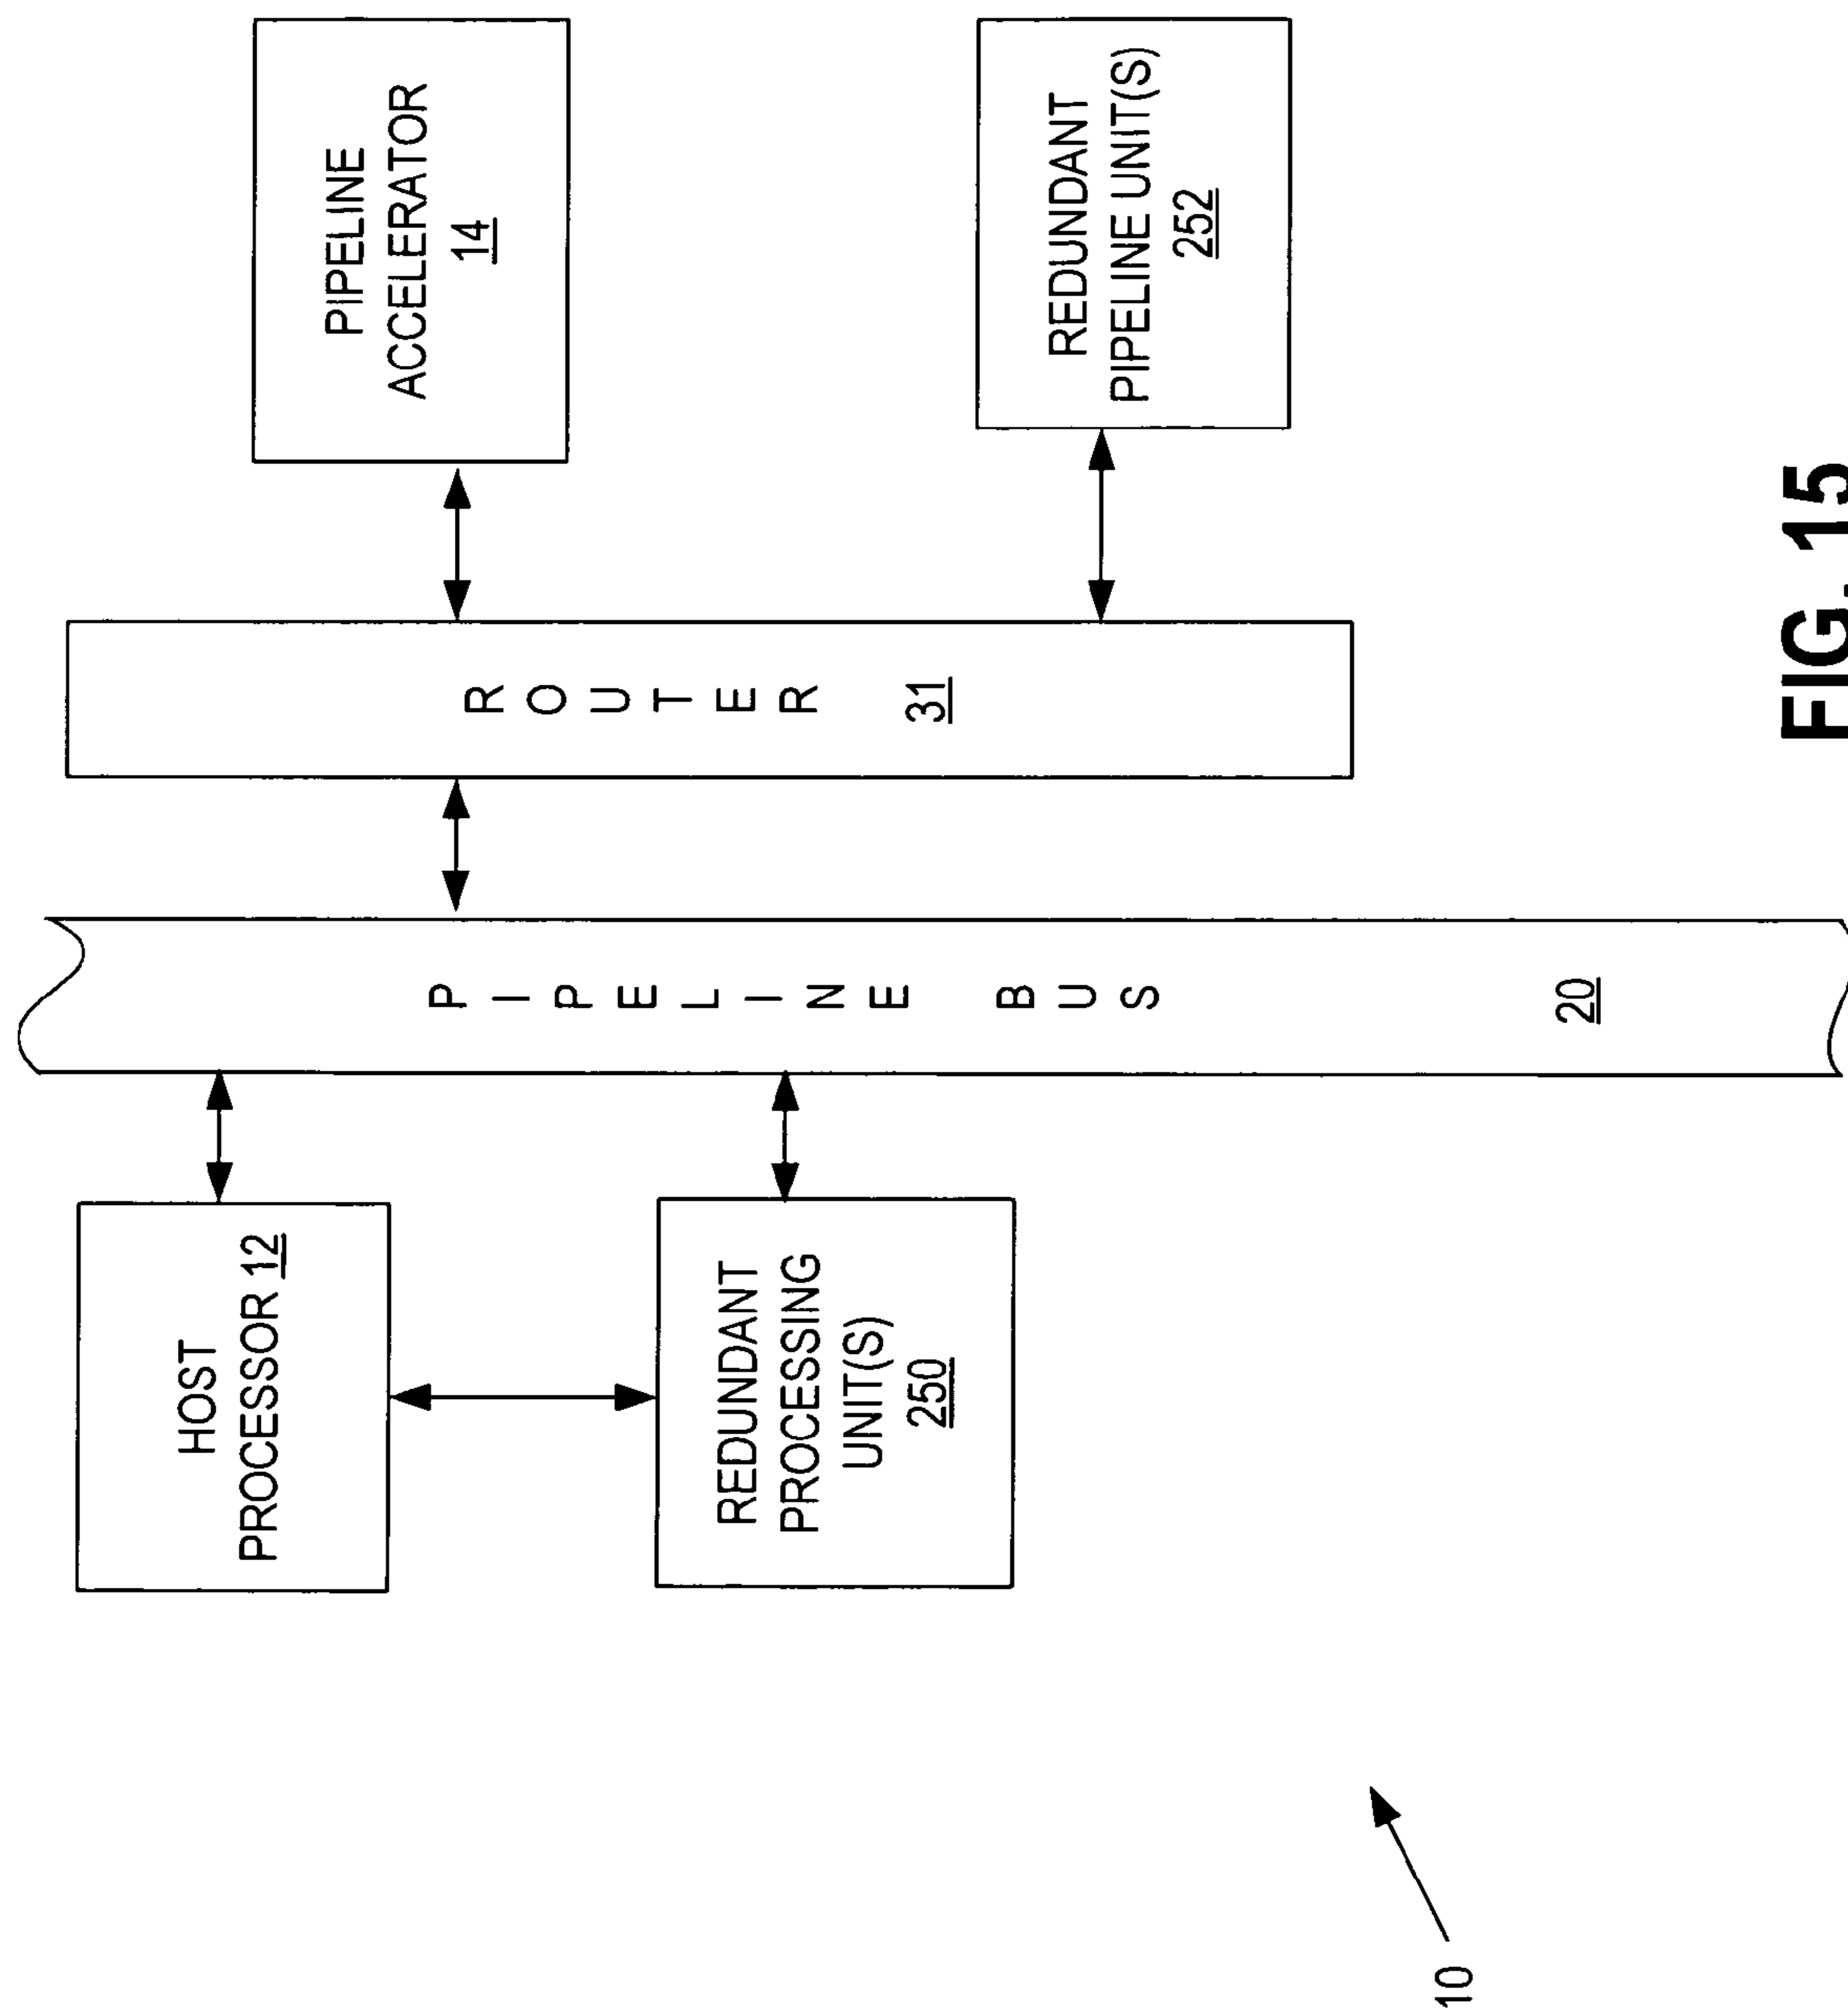 HOST
PROCESSOR 12
REDUNDANT
PROCESSING
UNIT(S)
250
PIPELINE BUS
20
ROUTER
31
PIPELINE
ACCELERATOR
14
REDUNDANT
PIPELINE UNIT(S)
252
10
FIG. 15